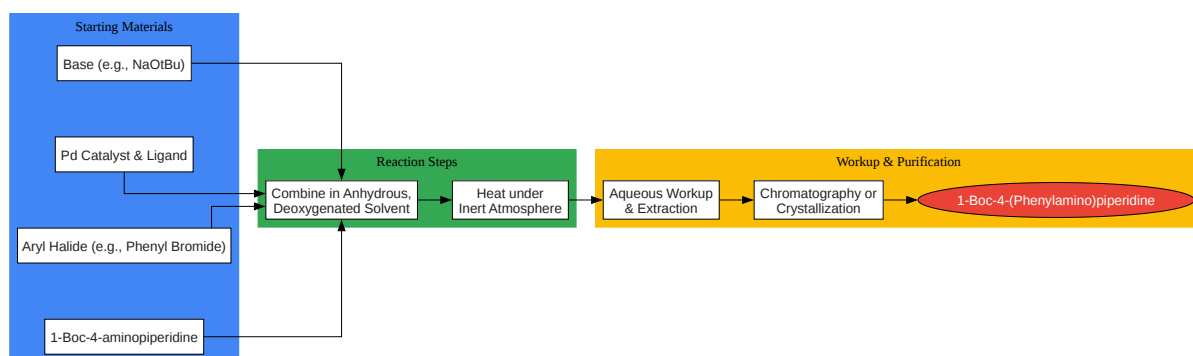 Starting Materials
Base (e.g., NaOtBu)
Pd Catalyst & Ligand
Aryl Halide (e.g., Phenyl Bromide)
1-Boc-4-aminopiperidine
Reaction Steps
Combine in Anhydrous,
Deoxygenated Solvent
Heat under
Inert Atmosphere
Workup & Purification
Aqueous Workup
& Extraction
Chromatography or
Crystallization
1-Boc-4-(Phenylamino)piperidine